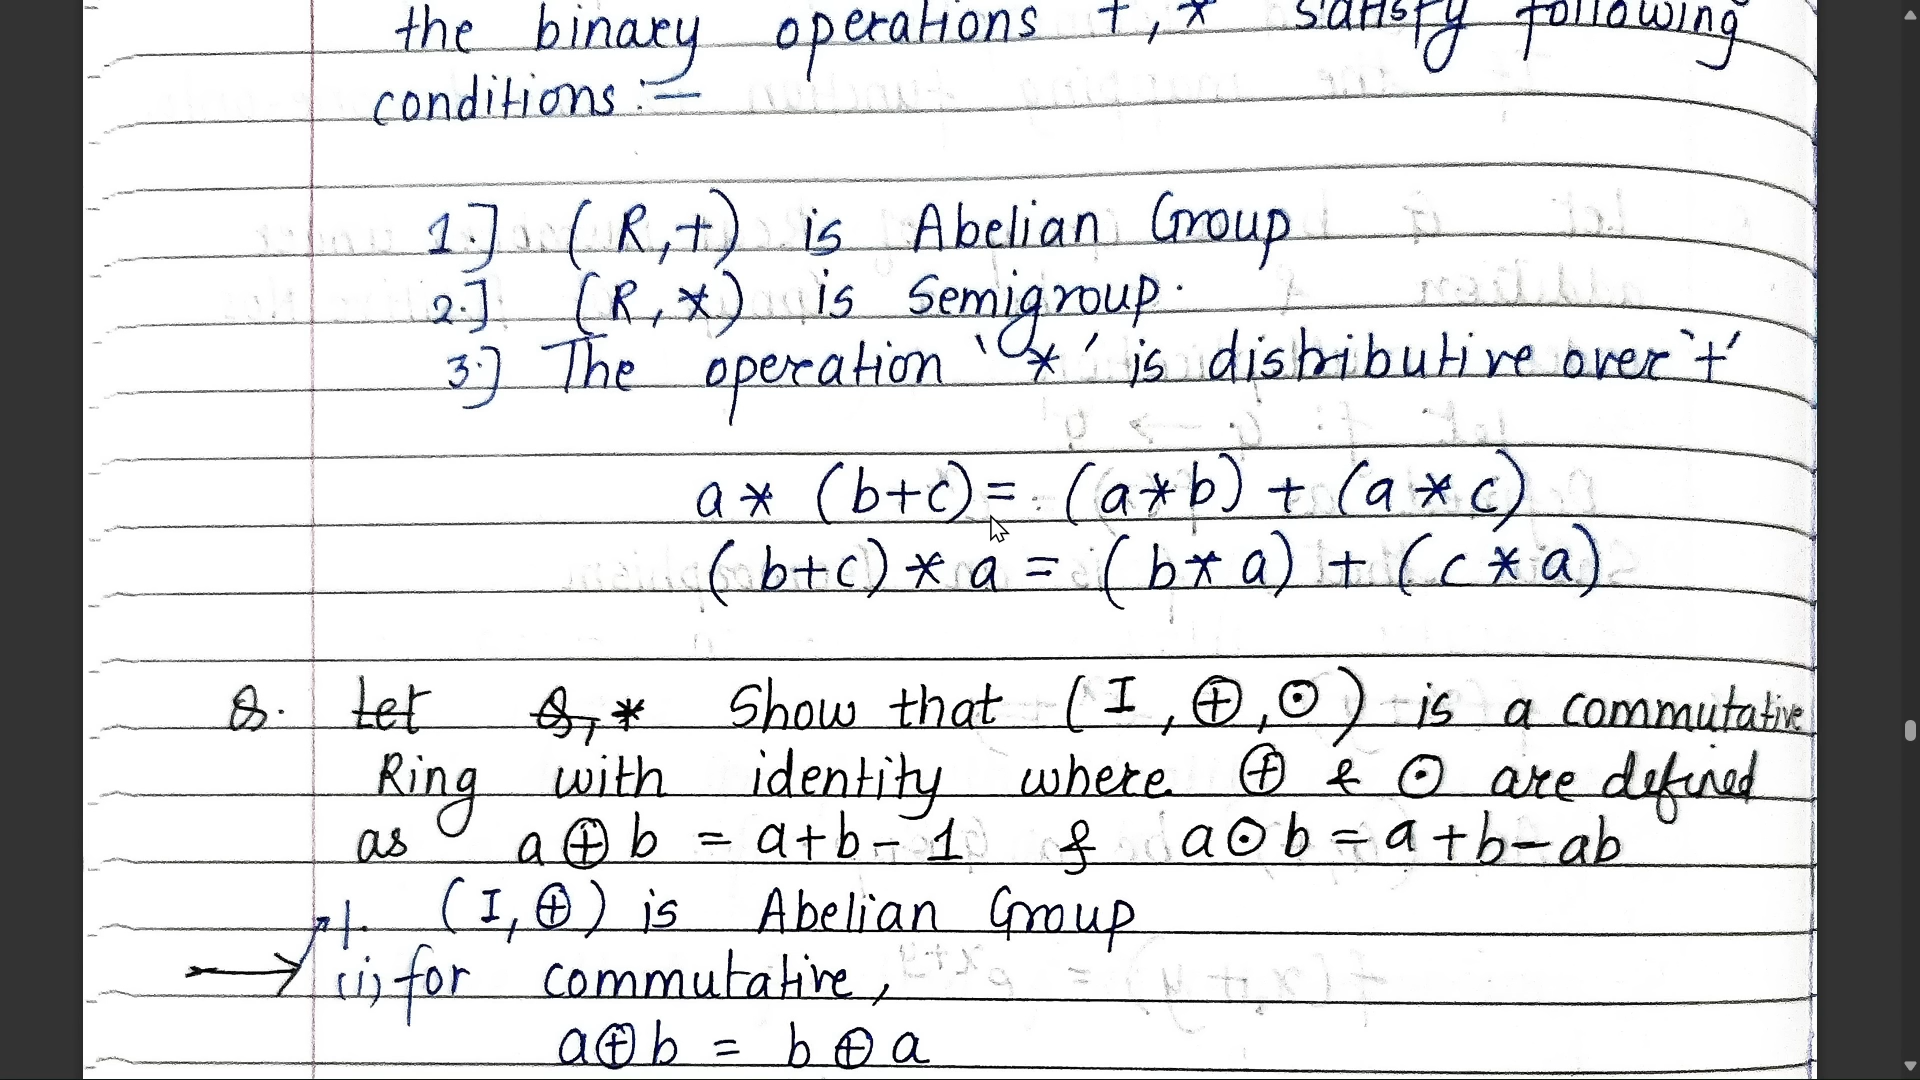 the binary operations +, * satisfy following
conditions :-
1.] (R, +) is Abelian Group
2.] (R, *) is Semigroup.
3.] The operation '*' is distributive over '+'
a * (b+c) = (a*b) + (a * c)
(b+c) * a = (b* a) + (c * a)
Q. Let Q, * Show that (I, ⊕, ⊙) is a commutative
Ring with identity where ⊕ & ⊙ are defined
as a ⊕ b = a+b-1 & a⊙b = a+b-ab
1. (I, ⊕) is Abelian Group
→ (i) for commutative,
a⊕b = b⊕a